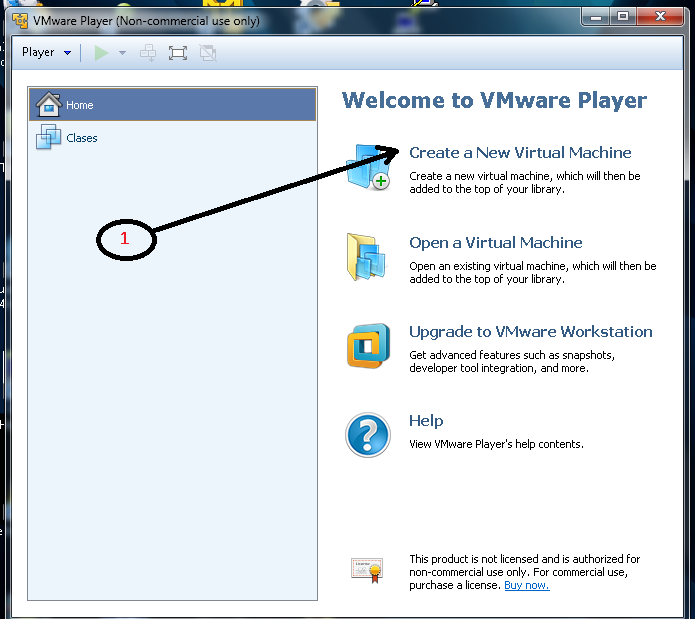 VMware Player (Non-commercial use only)
Player
Home
Clases
1
Welcome to VMware Player
Create a New Virtual Machine
Create a new virtual machine, which will then be
added to the top of your library.
Open a Virtual Machine
Open an existing virtual machine, which will then be
added to the top of your library.
Upgrade to VMware Workstation
Get advanced features such as snapshots,
developer tool integration, and more.
Help
View VMware Player's help contents.
This product is not licensed and is authorized for
non-commercial use only. For commercial use,
purchase a license. Buy now.